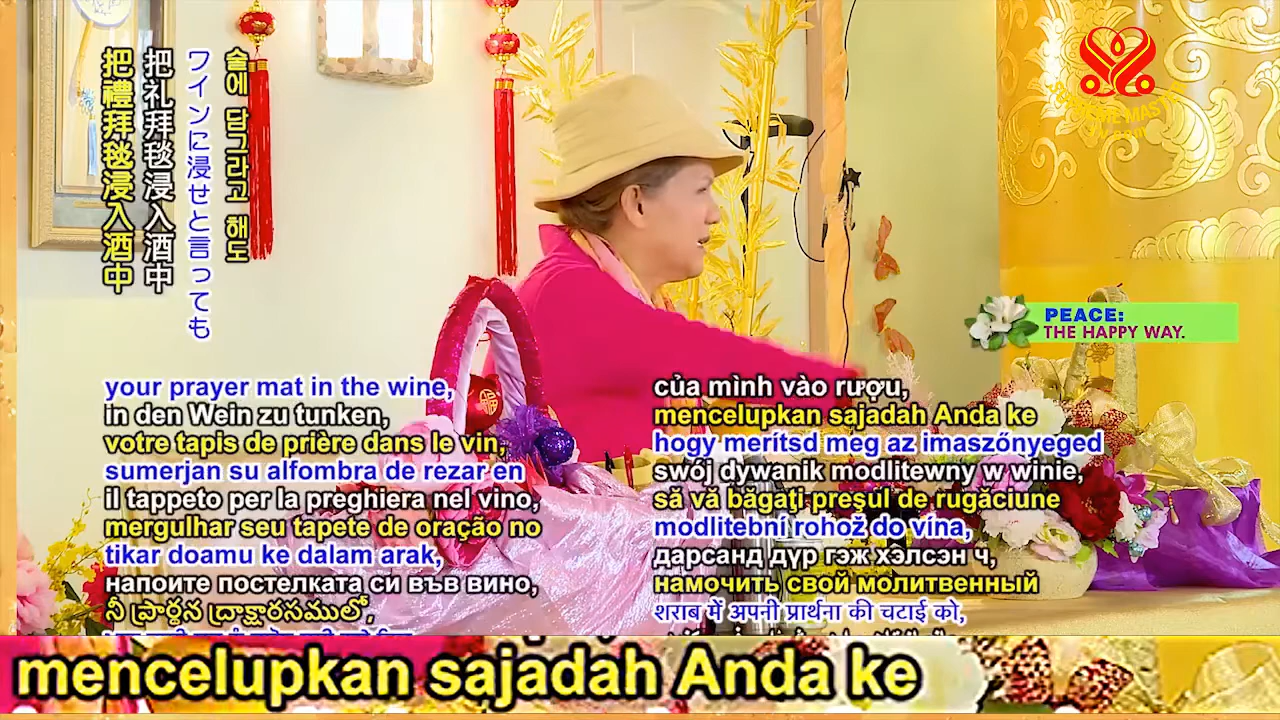 술에 담그라고 해도
ワインに浸せと言っても
把礼拜毯浸入酒中
把禮拜毯浸入酒中
SUPREME MASTER
PEACE:
THE HAPPY WAY.
your prayer mat in the wine,
in den Wein zu tunken,
votre tapis de prière dans le vin,
sumerjan su alfombra de rezar en
il tappeto per la preghiera nel vino,
mergulhar seu tapete de oração no
tikar doamu ke dalam arak,
напоите постелката си във вино,
నీ ప్రార్థన ద్రాక్షారసములో,
của mình vào rượu,
mencelupkan sajadah Anda ke
hogy merítsd meg az imaszőnyeged
swój dywanik modlitewny w winie,
să vă băgaţi preşul de rugăciune
modlitební rohož do vína,
дарсанд дүр гэж хэлсэн ч,
намочить свой молитвенный
शराब में अपनी प्रार्थना की चटाई को,
mencelupkan sajadah Anda ke